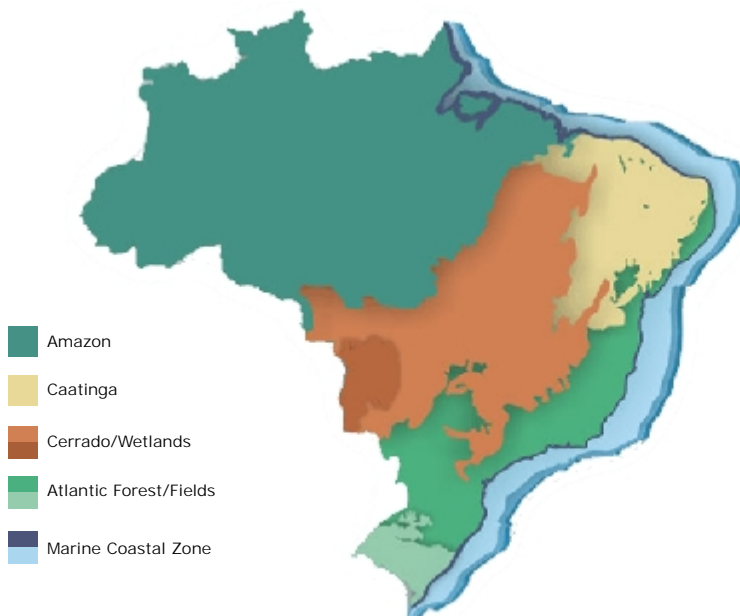 Amazon
Caatinga
Cerrado/Wetlands
Atlantic Forest/Fields
Marine Coastal Zone